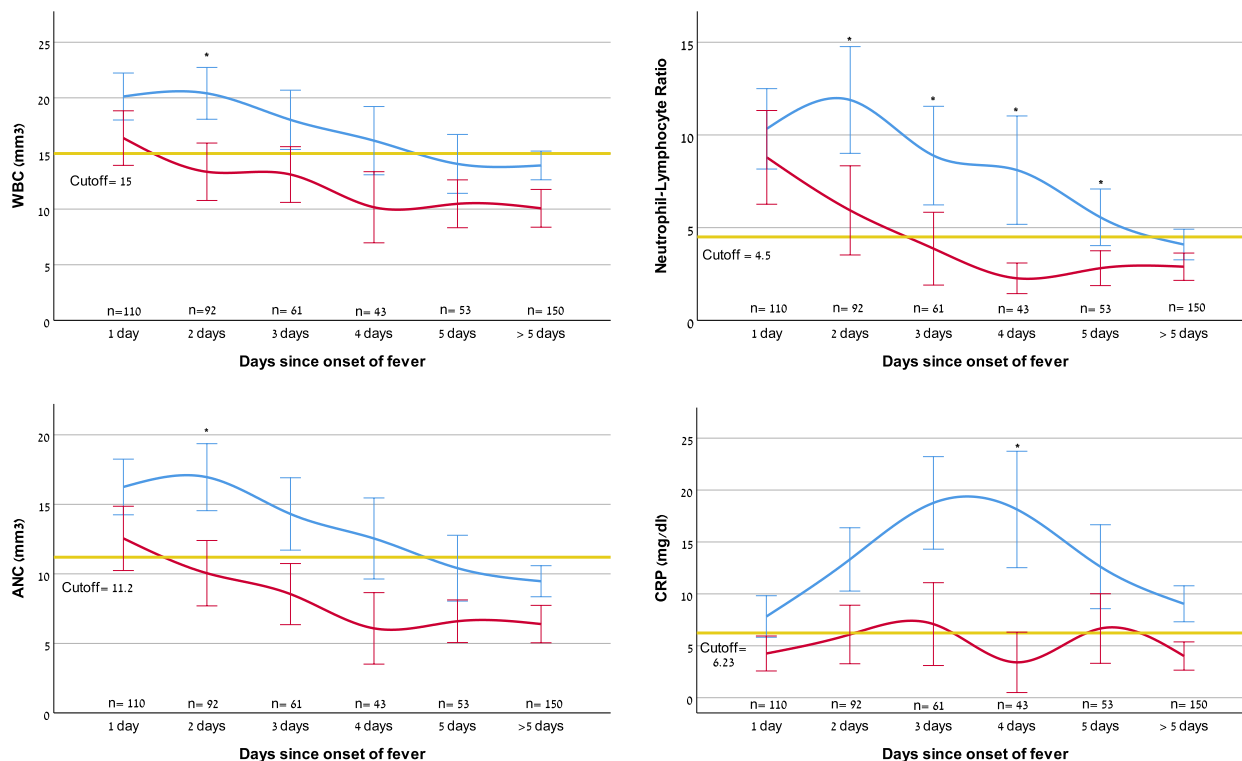 25
*
20
WBC (mm3)
15
Cutoff= 15
10
5
0
n=110 n=92 n= 61 n= 43 n= 53 n= 150
1 day 2 days 3 days 4 days 5 days > 5 days
Days since onset of fever
15
* * * *
Neutrophil-Lymphocyte Ratio
10
5
Cutoff = 4.5
0
n= 110 n= 92 n= 61 n= 43 n= 53 n= 150
1 day 2 days 3 days 4 days 5 days > 5 days
Days since onset of fever
20
*
15
ANC (mm3)
10
Cutoff= 11.2
5
0
n= 110 n= 92 n= 61 n= 43 n= 53 n= 150
1 day 2 days 3 days 4 days 5 days >5 days
Days since onset of fever
25
*
20
CRP (mg/dl)
15
10
5
Cutoff=
6.23
0
n= 110 n= 92 n= 61 n= 43 n= 53 n= 150
1 day 2 days 3 days 4 days 5 days > 5 days
Days since onset of fever